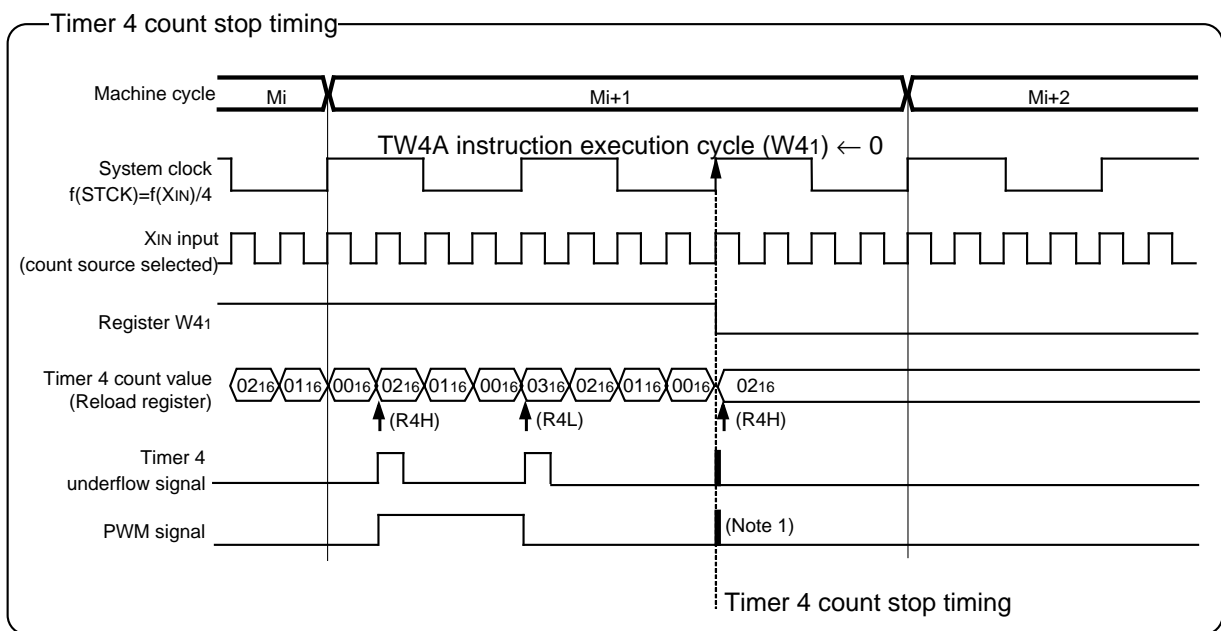 Timer 4 count stop timing
Machine cycle Mi Mi+1 Mi+2
TW4A instruction execution cycle (W41) ← 0
System clock
f(STCK)=f(XIN)/4
XIN input
(count source selected)
Register W41
Timer 4 count value
(Reload register)
0216 0116 0016 0216 0116 0016 0316 0216 0116 0016 0216
(R4H) (R4L) (R4H)
Timer 4
underflow signal
PWM signal
(Note 1)
Timer 4 count stop timing